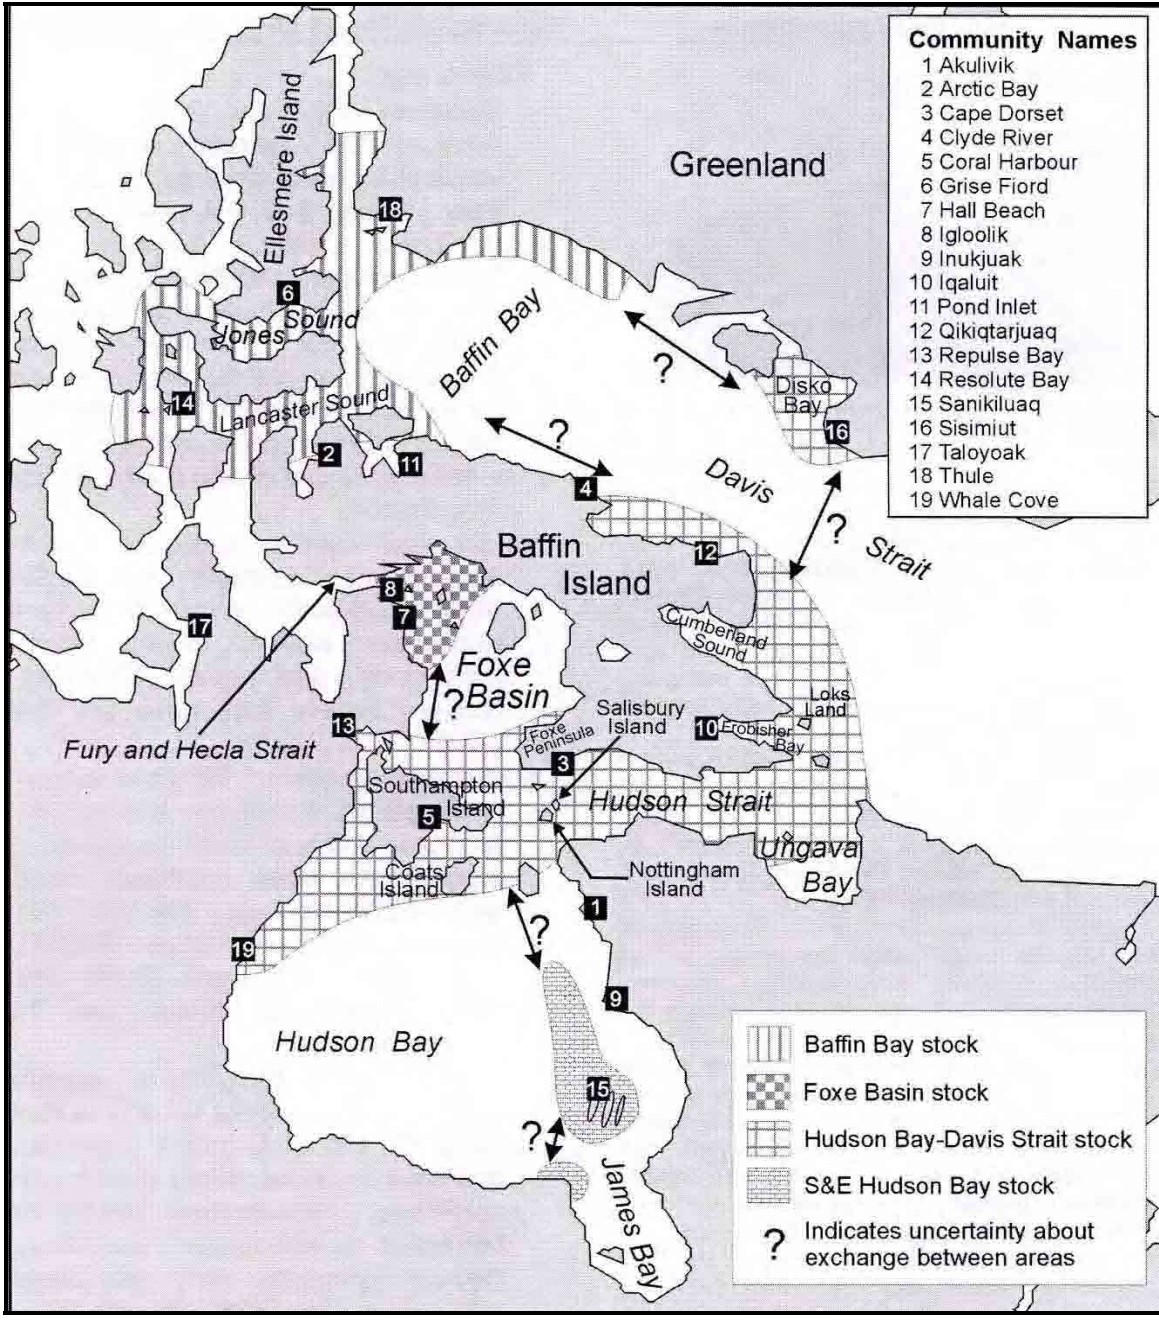 Community Names
1 Akulivik
2 Arctic Bay
3 Cape Dorset
4 Clyde River
5 Coral Harbour
6 Grise Fiord
7 Hall Beach
8 Igloolik
9 Inukjuak
10 Iqaluit
11 Pond Inlet
12 Qikiqtarjuaq
13 Repulse Bay
14 Resolute Bay
15 Sanikiluaq
16 Sisimiut
17 Taloyoak
18 Thule
19 Whale Cove
Greenland
Ellesmere Island
18
6
Jones Sound
Baffin Bay
?
Disko
Bay
14
Lancaster Sound
2
11
?
16
4
Davis
Strait
?
Baffin
Island
12
8
7
17
Cumberland
Sound
Foxe
Basin
?
Loks
Land
Salisbury
Island
13
Foxe
Peninsula
10
Frobisher
Bay
Fury and Hecla Strait
3
Southampton
Island
5
Hudson Strait
Ungava
Bay
Coats
Island
Nottingham
Island
1
?
19
9
Hudson Bay
15
?
James Bay
Baffin Bay stock
Foxe Basin stock
Hudson Bay-Davis Strait stock
S&E Hudson Bay stock
? Indicates uncertainty about
exchange between areas